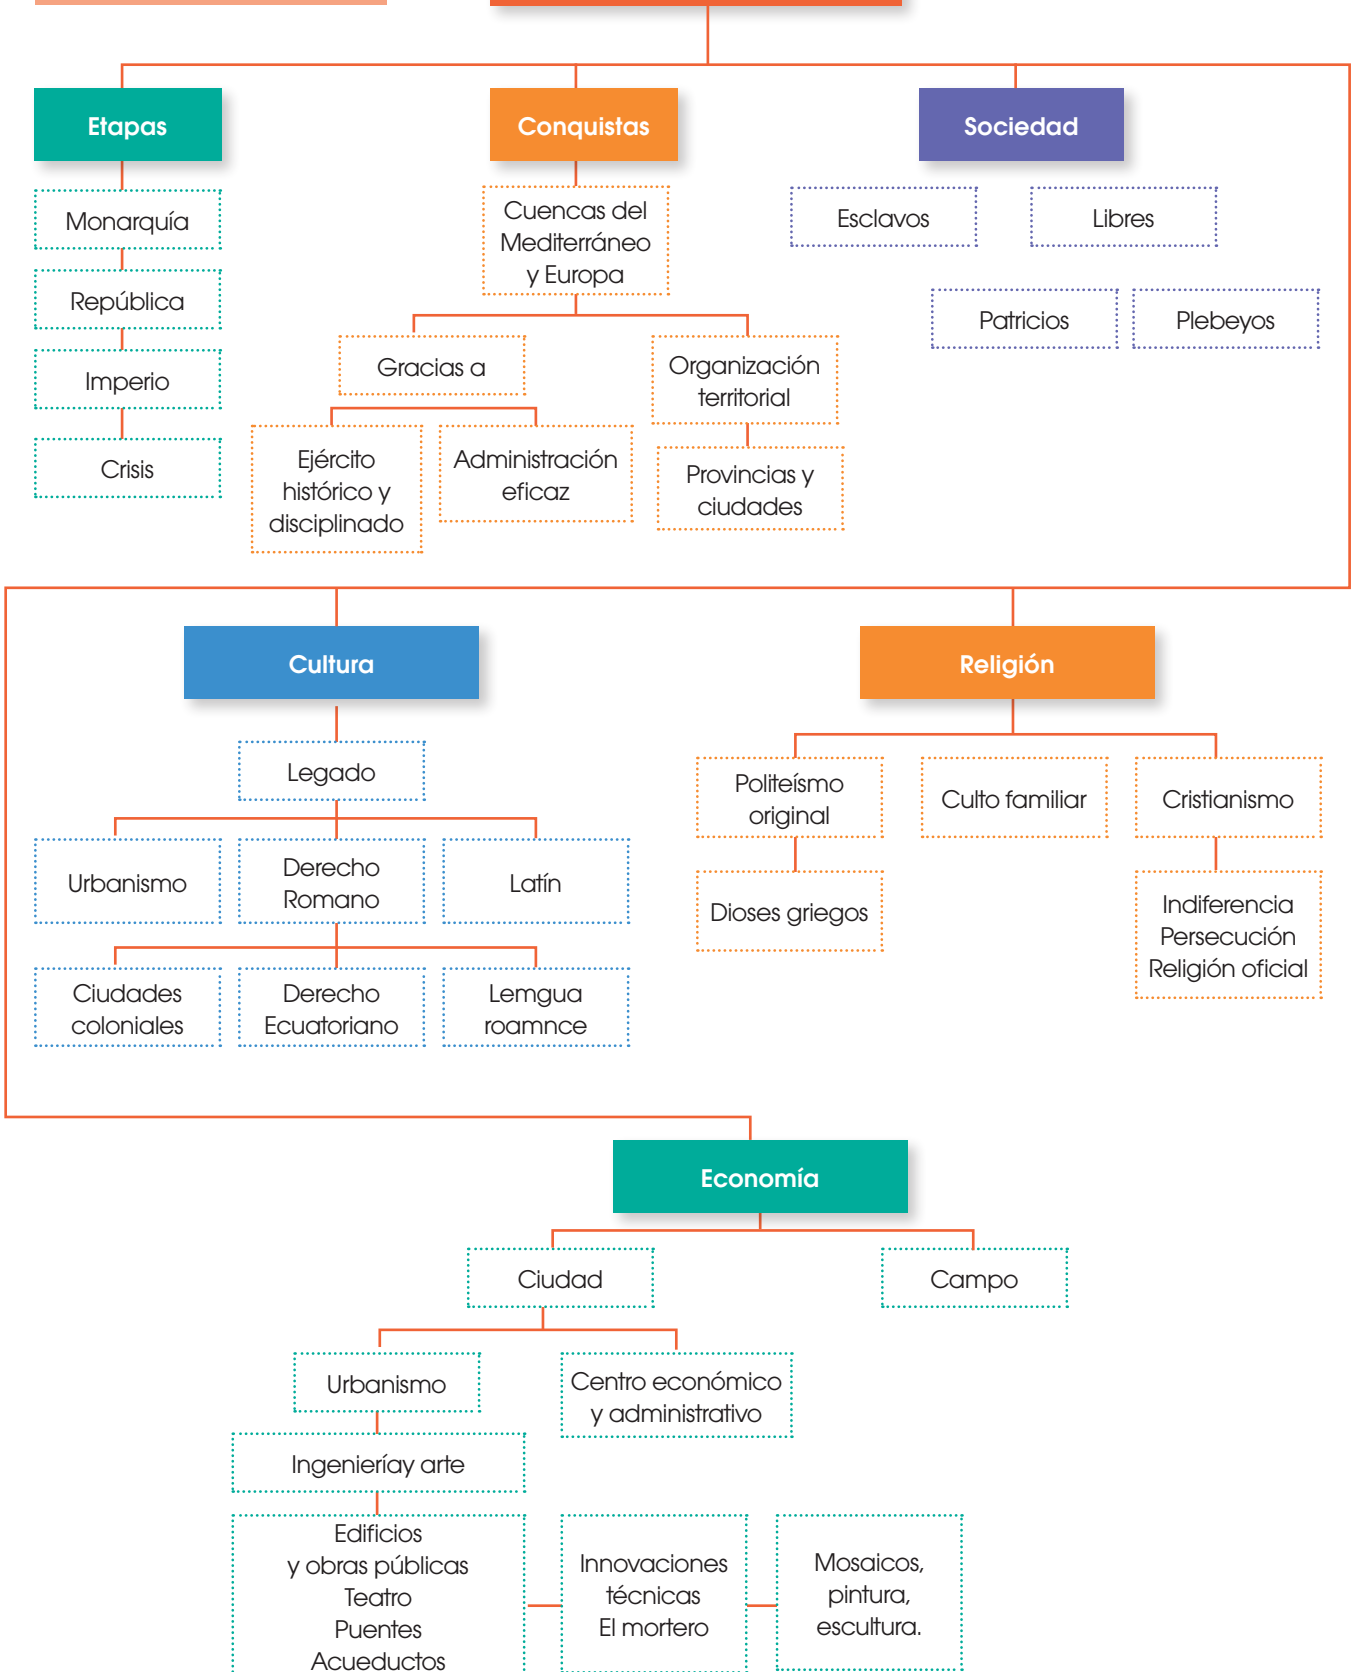 Etapas
Conquistas
Sociedad
Monarquía
República
Imperio
Crisis
Cuencas del
Mediterráneo
y Europa
Gracias a
Organización
territorial
Ejército
histórico y
disciplinado
Administración
eficaz
Provincias y
ciudades
Esclavos
Libres
Patricios
Plebeyos
Cultura
Religión
Legado
Urbanismo
Derecho
Romano
Latín
Ciudades
coloniales
Derecho
Ecuatoriano
Lemgua
roamnce
Politeísmo
original
Culto familiar
Cristianismo
Dioses griegos
Indiferencia
Persecución
Religión oficial
Economía
Ciudad
Campo
Urbanismo
Centro económico
y administrativo
Ingenieríay arte
Edificios
y obras públicas
Teatro
Puentes
Acueductos
Innovaciones
técnicas
El mortero
Mosaicos,
pintura,
escultura.